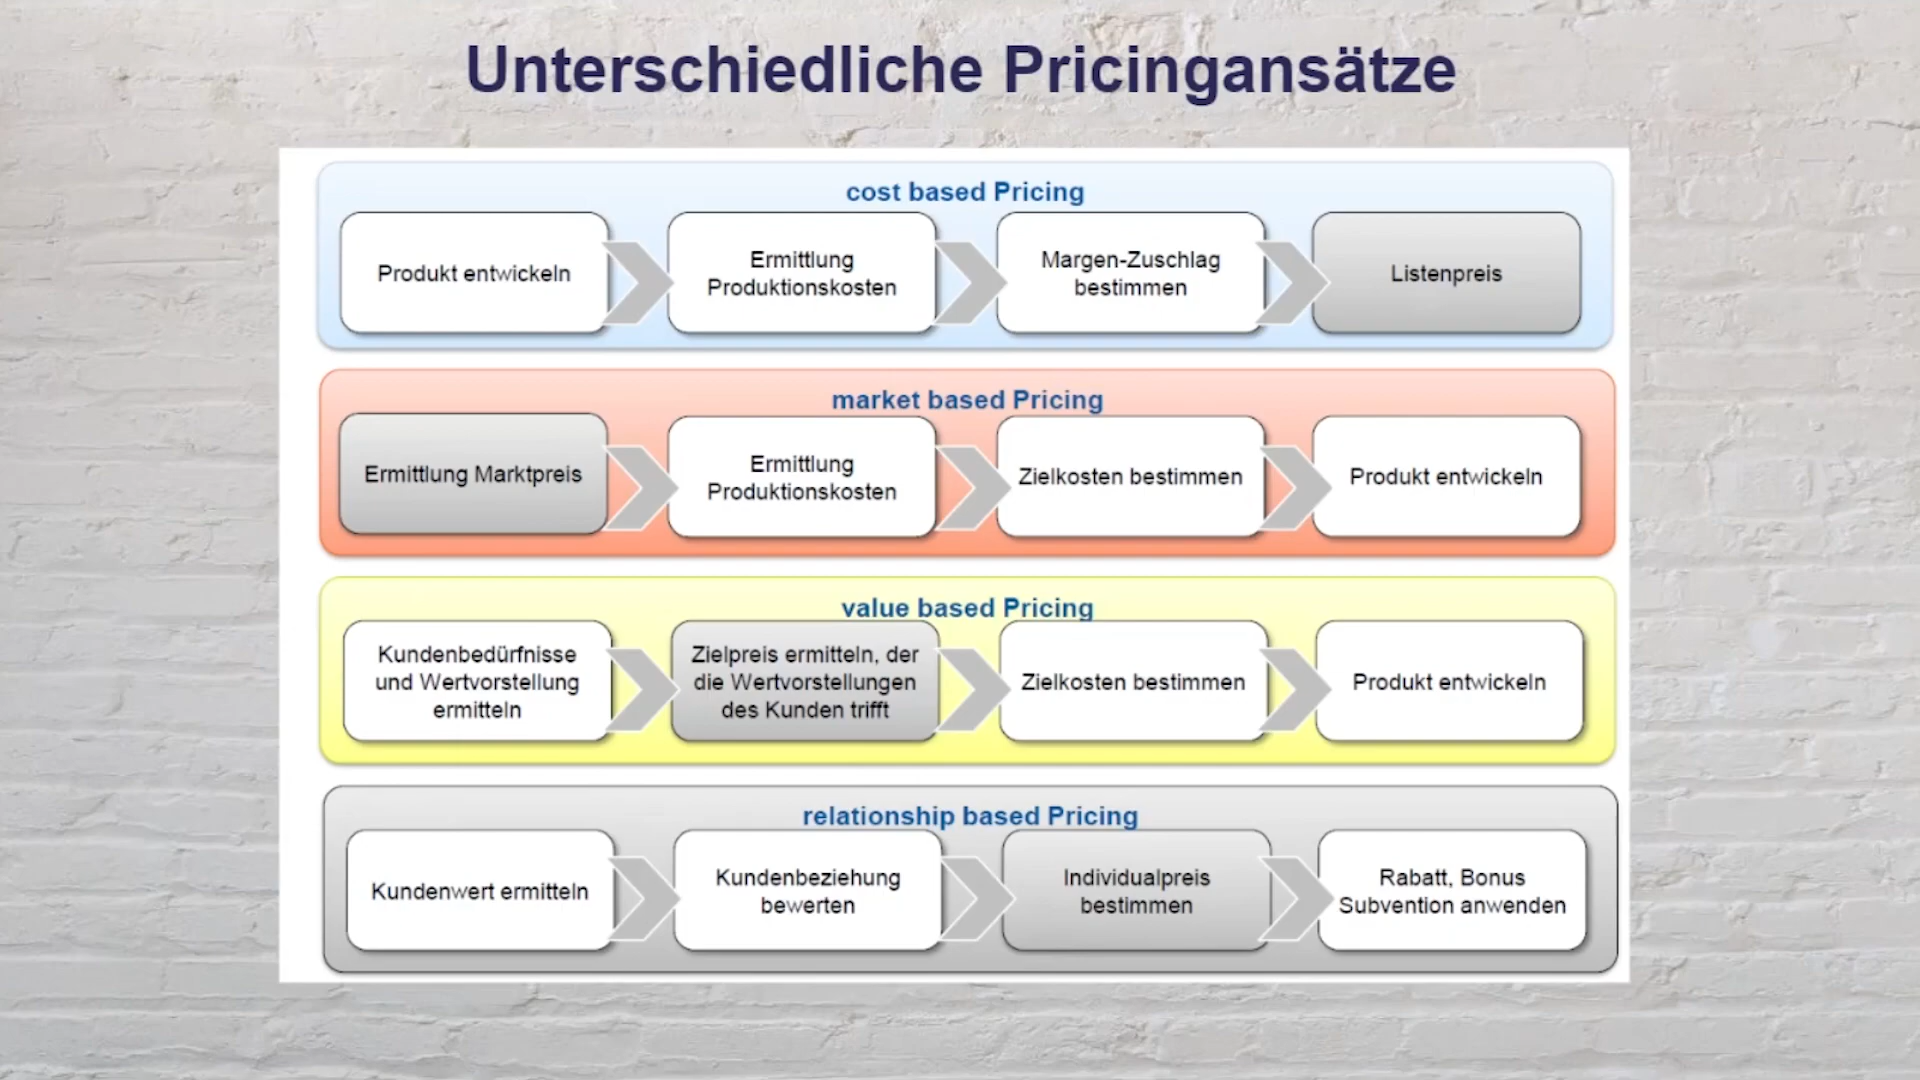 Unterschiedliche Pricingansätze
cost based Pricing
Produkt entwickeln
Ermittlung
Produktionskosten
Margen-Zuschlag
bestimmen
Listenpreis
market based Pricing
Ermittlung Marktpreis
Ermittlung
Produktionskosten
Zielkosten bestimmen
Produkt entwickeln
value based Pricing
Kundenbedürfnisse
und Wertvorstellung
ermitteln
Zielpreis ermitteln, der
die Wertvorstellungen
des Kunden trifft
Zielkosten bestimmen
Produkt entwickeln
relationship based Pricing
Kundenwert ermitteln
Kundenbeziehung
bewerten
Individualpreis
bestimmen
Rabatt, Bonus
Subvention anwenden